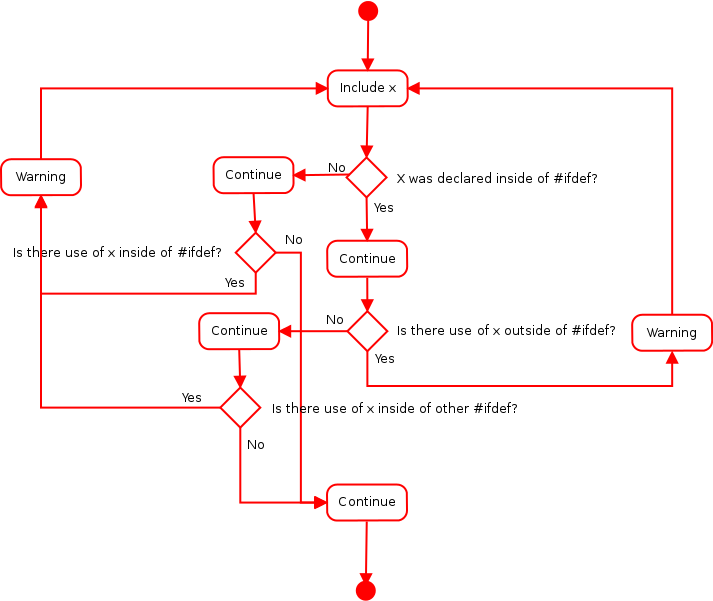 Include x
No
Warning
Continue
X was declared inside of #ifdef?
Yes
No
Is there use of x inside of #ifdef?
Continue
Yes
No
Continue
Is there use of x outside of #ifdef?
Warning
Yes
Yes
Is there use of x inside of other #ifdef?
No
Continue